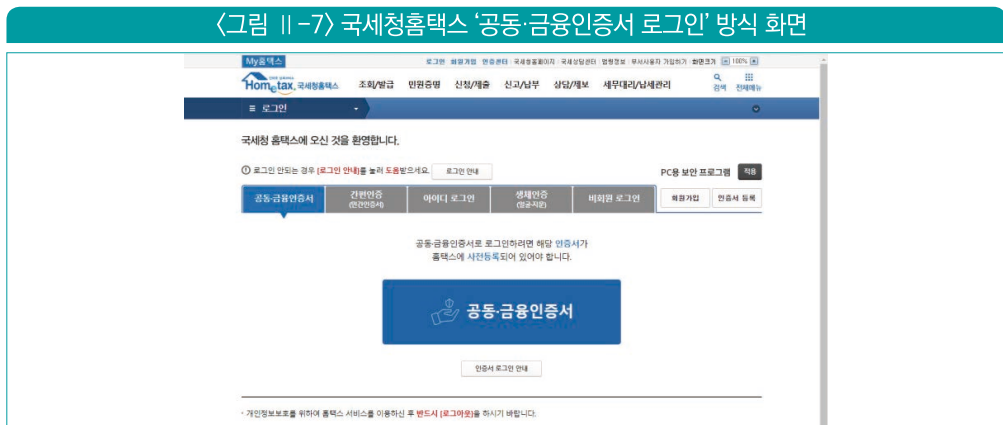 〈그림 Ⅱ-7〉 국세청홈택스 ‘공동·금융인증서 로그인’ 방식 화면
My홈택스 로그인 회원가입 인증센터 국세청홈페이지 국세상담센터 법령정보 부서사용자 가입하기 화면크기 100%
Hometax. 국세청홈택스 조회/발급 민원증명 신청/제출 신고/납부 상담/제보 세무대리/납세관리 검색 전체메뉴
로그인
국세청 홈택스에 오신 것을 환영합니다.
로그인 안되는 경우 [로그인 안내]를 눌러 도움받으세요. 로그인 안내 PC용 보안 프로그램 적용
공동·금융인증서 간편인증 (민간인증서) 아이디 로그인 생체인증 (얼굴·지문) 비회원 로그인 회원가입 인증서 등록
공동·금융인증서로 로그인하려면 해당 인증서가
홈택스에 사전등록되어 있어야 합니다.
공동·금융인증서
인증서 로그인 안내
· 개인정보보호를 위하여 홈택스 서비스를 이용하신 후 반드시 [로그아웃]을 하시기 바랍니다.